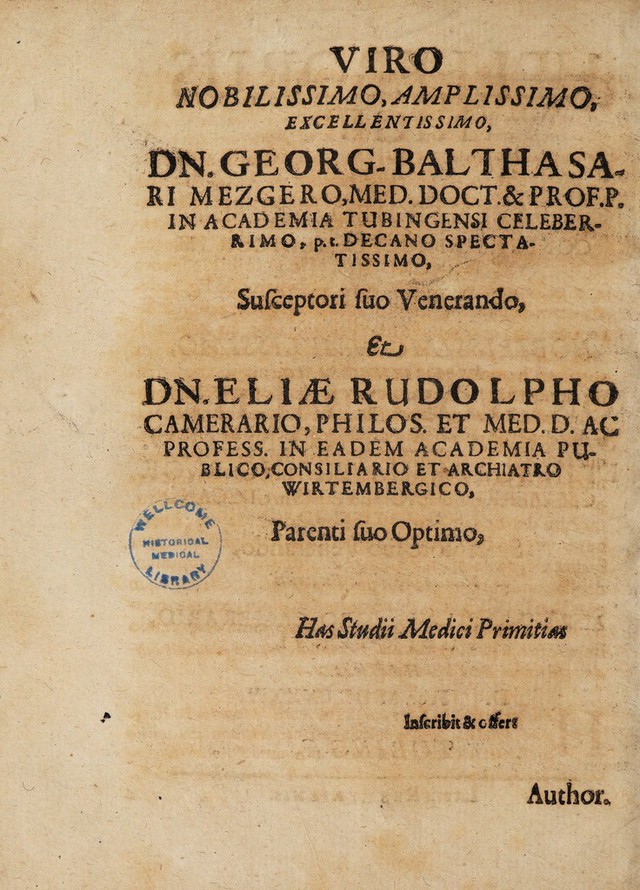 VIRO
NOBILISSIMO, AMPLISSIMO,
EXCELLENTISSIMO,
DN. GEORG-BALTHASA-
RI MEZGERO, MED. DOCT. & PROF. P.
IN ACADEMIA TUBINGENSI CELEBER-
RIMO, p.t. DECANO SPECTA-
TISSIMO,
Suſceptori ſuo Venerando,
Et
DN. ELIÆ RUDOLPHO
CAMERARIO, PHILOS. ET MED. D. AC
PROFESS. IN EADEM ACADEMIA PU-
BLICO, CONSILIARIO ET ARCHIATRO
WIRTEMBERGICO,
Parenti ſuo Optimo,
WELLCOME
HISTORICAL
MEDICAL
LIBRARY
Has Studii Medici Primitias
Inſcribit & offert
Author.